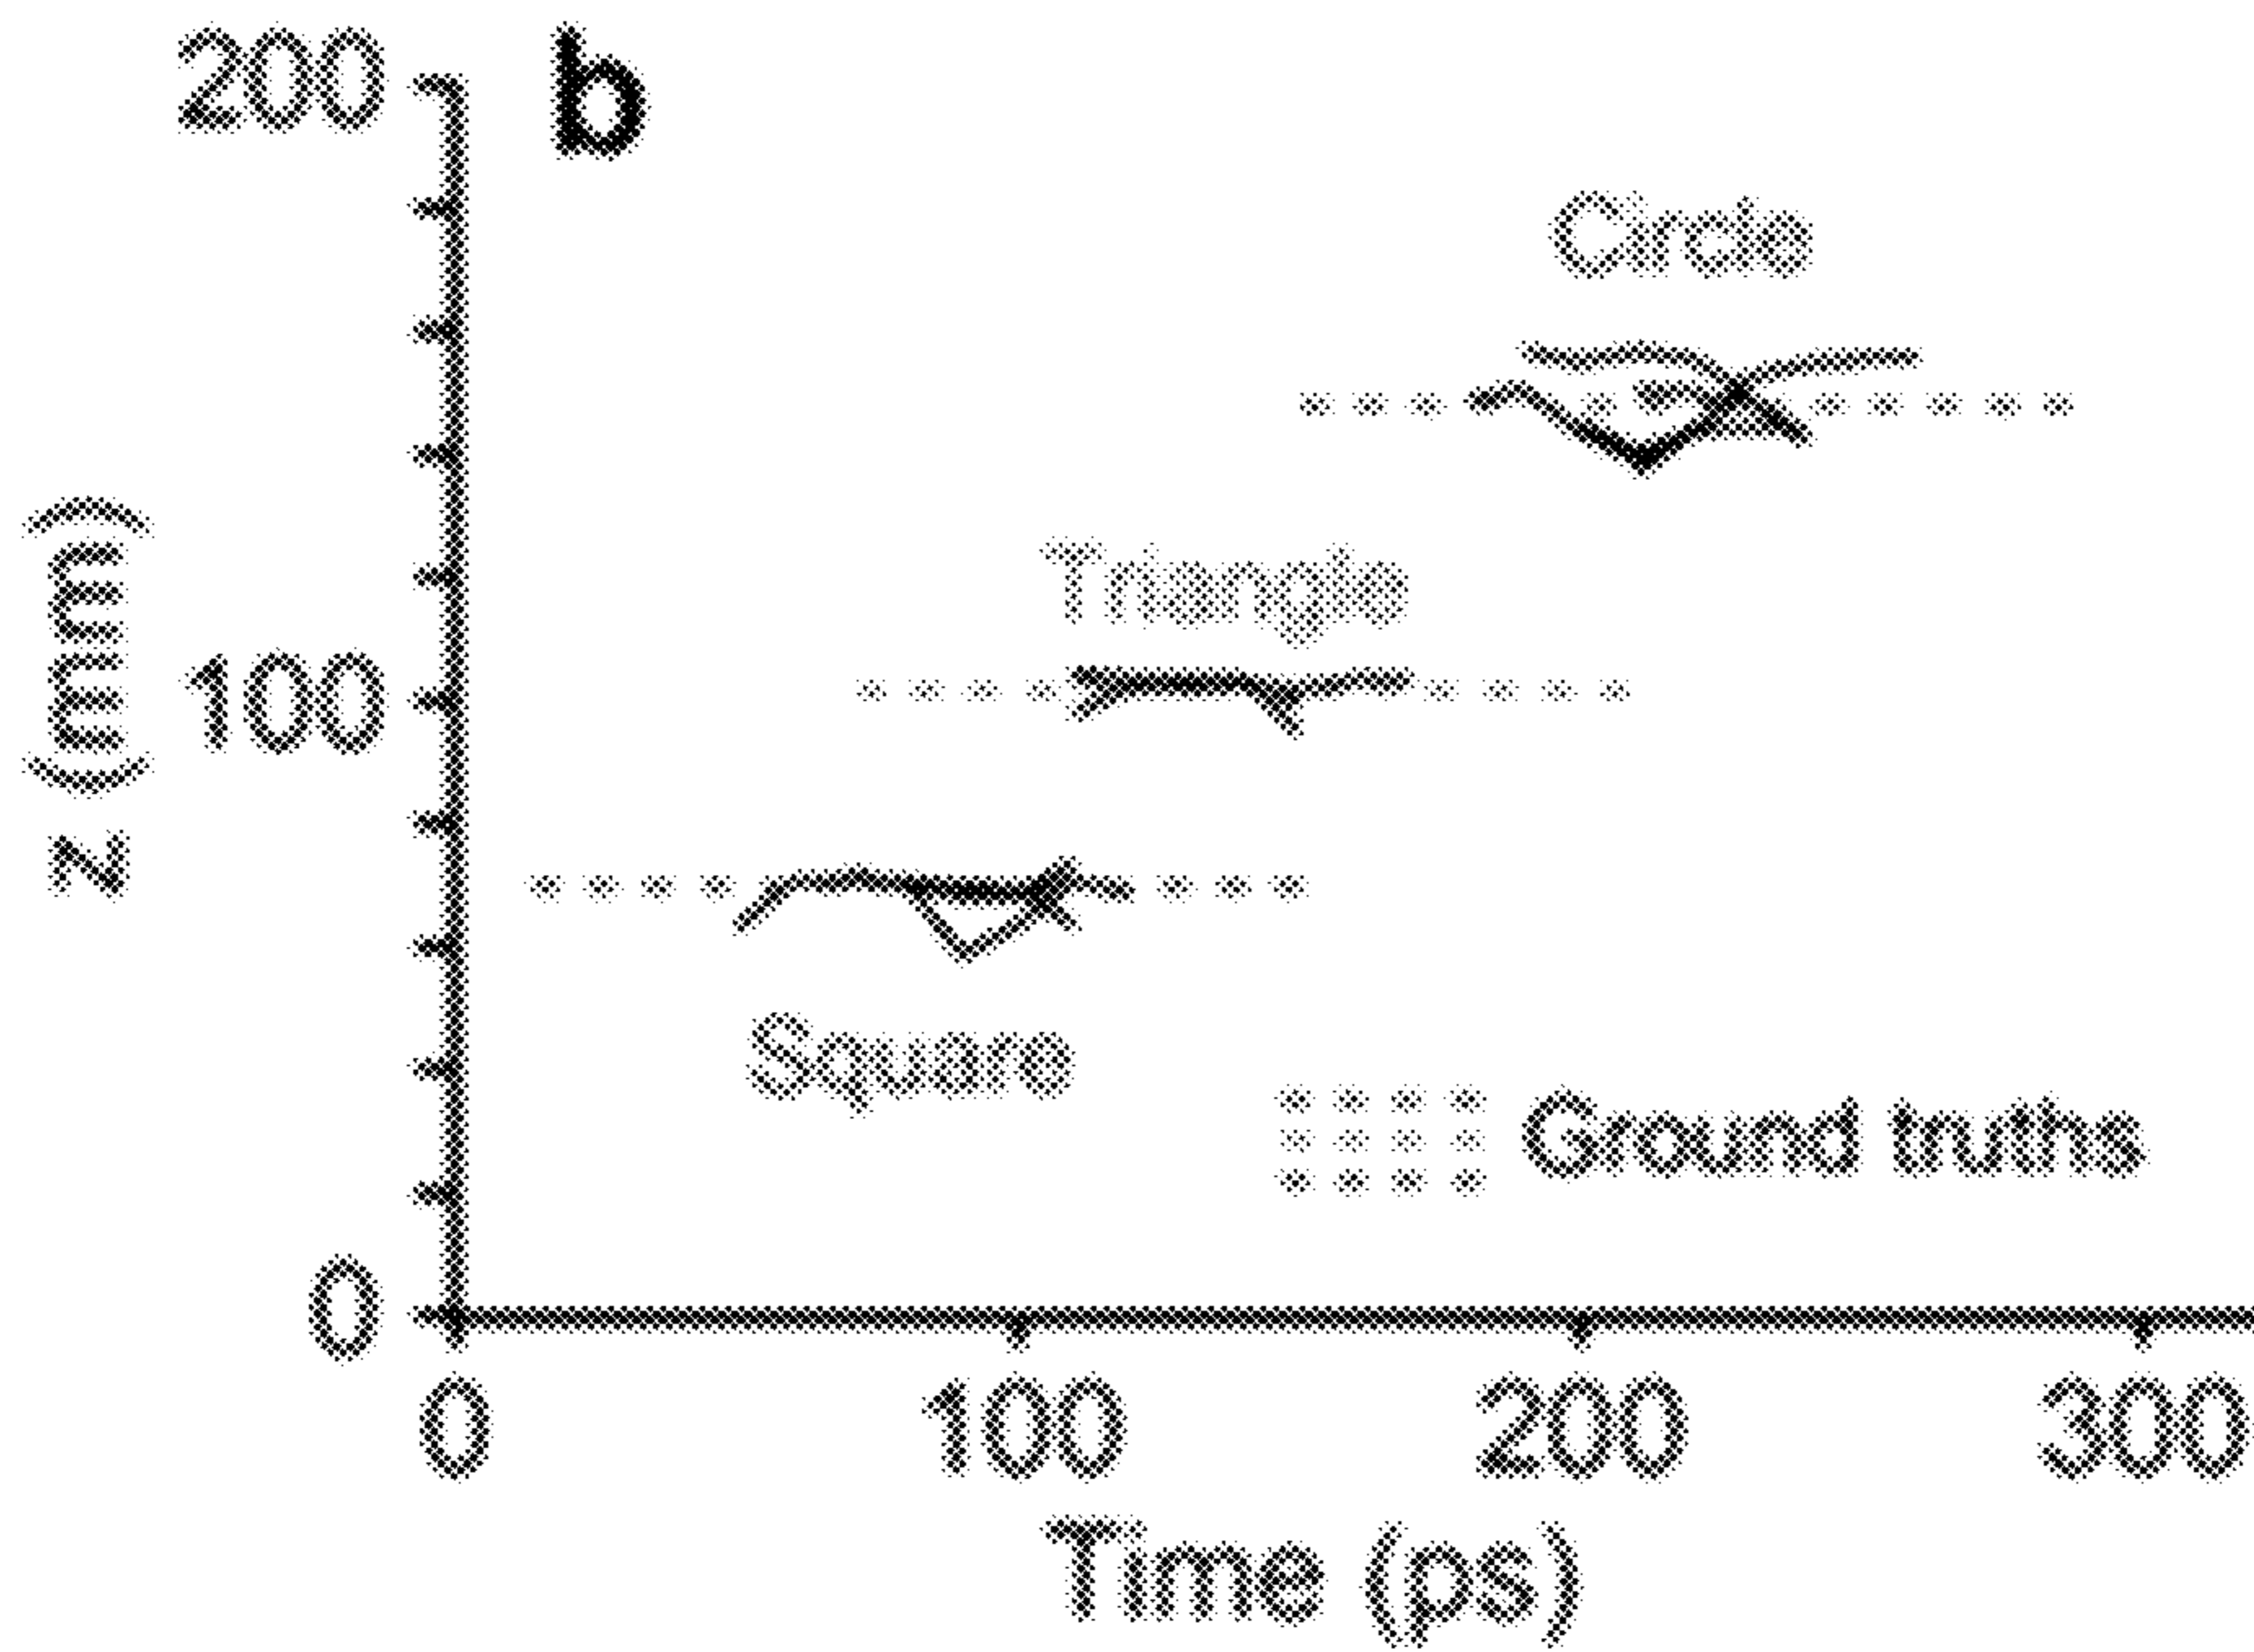 b
200
100
0
z (mm)
Circle
Triangle
Square
Ground truths
0 100 200 300
Time (ps)